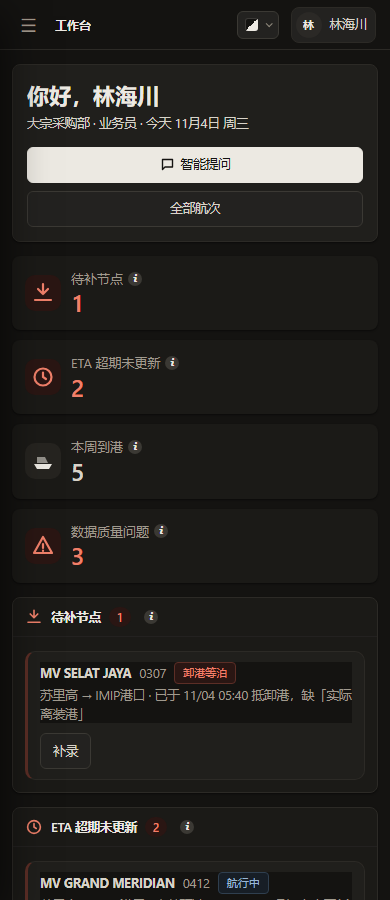 工作台
林 林海川
你好，林海川
大宗采购部 · 业务员 · 今天 11月4日 周三
智能提问
全部航次
待补节点 i
1
ETA 超期未更新 i
2
本周到港 i
5
数据质量问题 i
3
待补节点 1 i
MV SELAT JAYA 0307 卸港等泊
苏里高 → IMIP港口 · 已于 11/04 05:40 抵卸港，缺「实际
离装港」
补录
ETA 超期未更新 2 i
MV GRAND MERIDIAN 0412 航行中